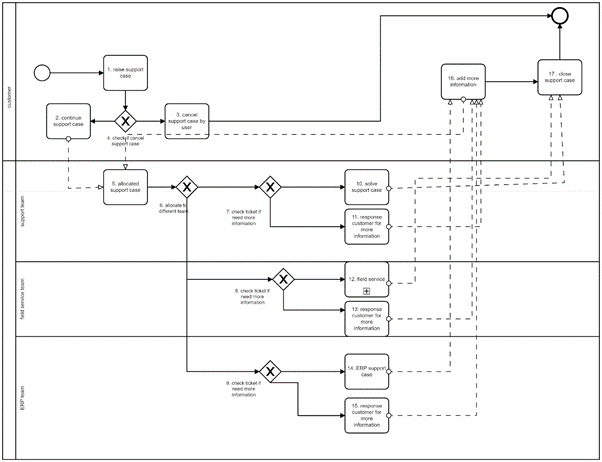 customer
1. raise support
case
2. continue
support case
3. cancel
support case by
user
4. check if cancel
support case
16. add more
information
17 . close
support case
support team
5. allocated
support case
6. allocate to
different team
7. check ticket if
need more
information
10. solve
support case
11. response
customer for
more
information
field service team
8. check ticket if
need more
information
12. field service
13. response
customer for
more
information
ERP team
9. check ticket if
need more
information
14. ERP support
case
15. response
customer for
more
information